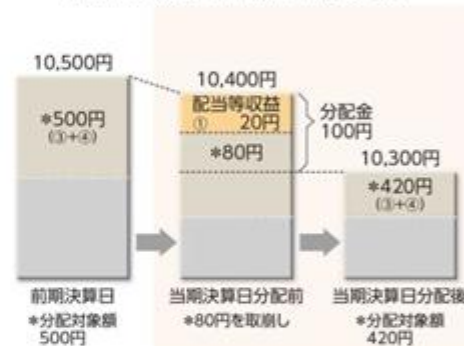 10,500円
*500円
(③+④)
10,400円
配当等収益
① 20円
*80円
分配金
100円
10,300円
*420円
(③+④)
前期決算日
*分配対象額
500円
当期決算日分配前
*80円を取崩し
当期決算日分配後
*分配対象額
420円